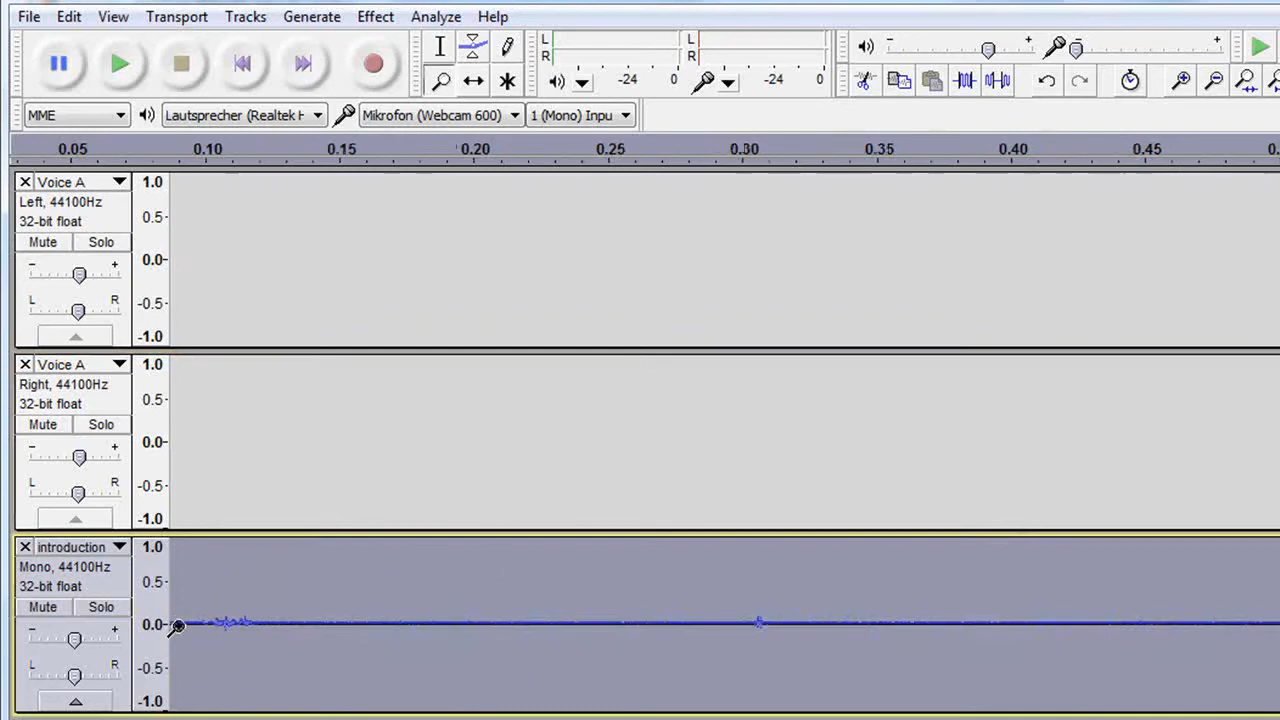 File Edit View Transport Tracks Generate Effect Analyze Help
L
R
-24 0
L
R
-24 0
- +
- +
MME
Lautsprecher (Realtek H
Mikrofon (Webcam 600)
1 (Mono) Inpu
0.05 0.10 0.15 0.20 0.25 0.30 0.35 0.40 0.45 0.
Voice A
Left, 44100Hz
32-bit float
Mute Solo
- +
L R
1.0
0.5-
0.0-
-0.5-
-1.0
Voice A
Right, 44100Hz
32-bit float
Mute Solo
- +
L R
1.0
0.5-
0.0-
-0.5-
-1.0
introduction
Mono, 44100Hz
32-bit float
Mute Solo
- +
L R
1.0
0.5-
0.0-
-0.5-
-1.0